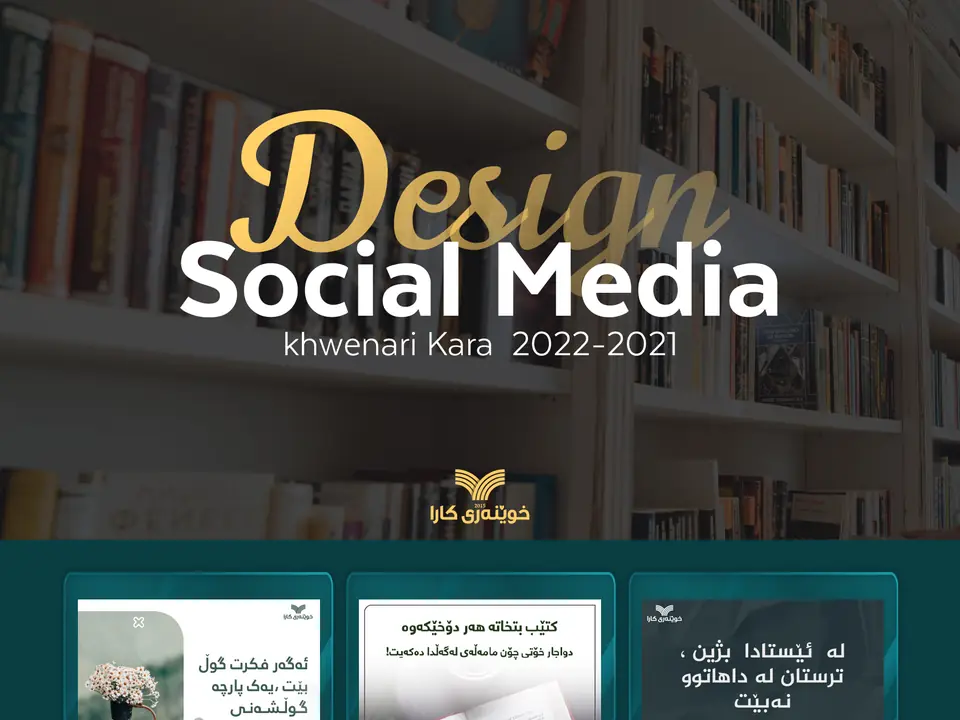 Design
Social Media
khwenari Kara 2022-2021
2013
خوێنەری کارا
خوێنەری کارا
ئەگەر فکرت گوڵ
بێت ،یەک پارچە
گوڵشەنی
کتێب بتخاتە هەر دۆخێکەوە
دواجار خۆتی چۆن مامەڵەی لەگەڵدا دەکەیت!
خوێنەری کارا
لە ئێستادا بژین ،
ترستان لە داهاتوو
نەبێت